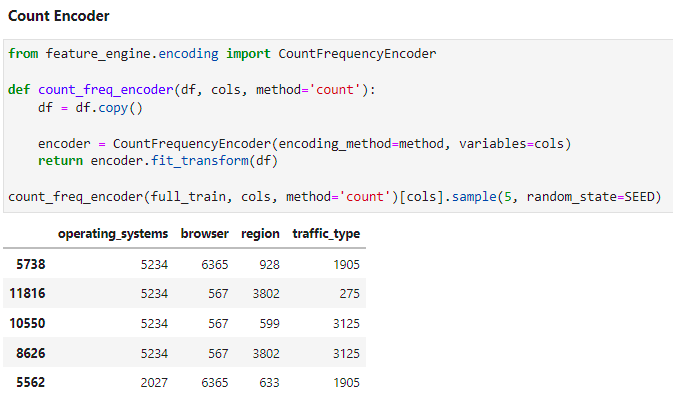 Count Encoder
from feature_engine.encoding import CountFrequencyEncoder
def count_freq_encoder(df, cols, method='count'):
    df = df.copy()
    encoder = CountFrequencyEncoder(encoding_method=method, variables=cols)
    return encoder.fit_transform(df)
count_freq_encoder(full_train, cols, method='count')[cols].sample(5, random_state=SEED)
operating_systems browser region traffic_type
5738 5234 6365 928 1905
11816 5234 567 3802 275
10550 5234 567 599 3125
8626 5234 567 3802 3125
5562 2027 6365 633 1905